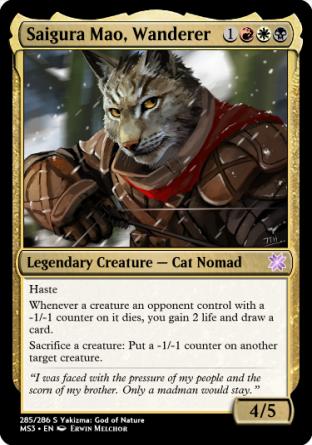 Saigura Mao, Wanderer 1
Legendary Creature — Cat Nomad
Haste
Whenever a creature an opponent control with a
-1/-1 counter on it dies, you gain 2 life and draw a
card.
Sacrifice a creature: Put a -1/-1 counter on another
target creature.
“I was faced with the pressure of my people and the
scorn of my brother. Only a madman would stay.”
4/5
285/286 S Yakizma: God of Nature
MS3 • EN Erwin Melchor